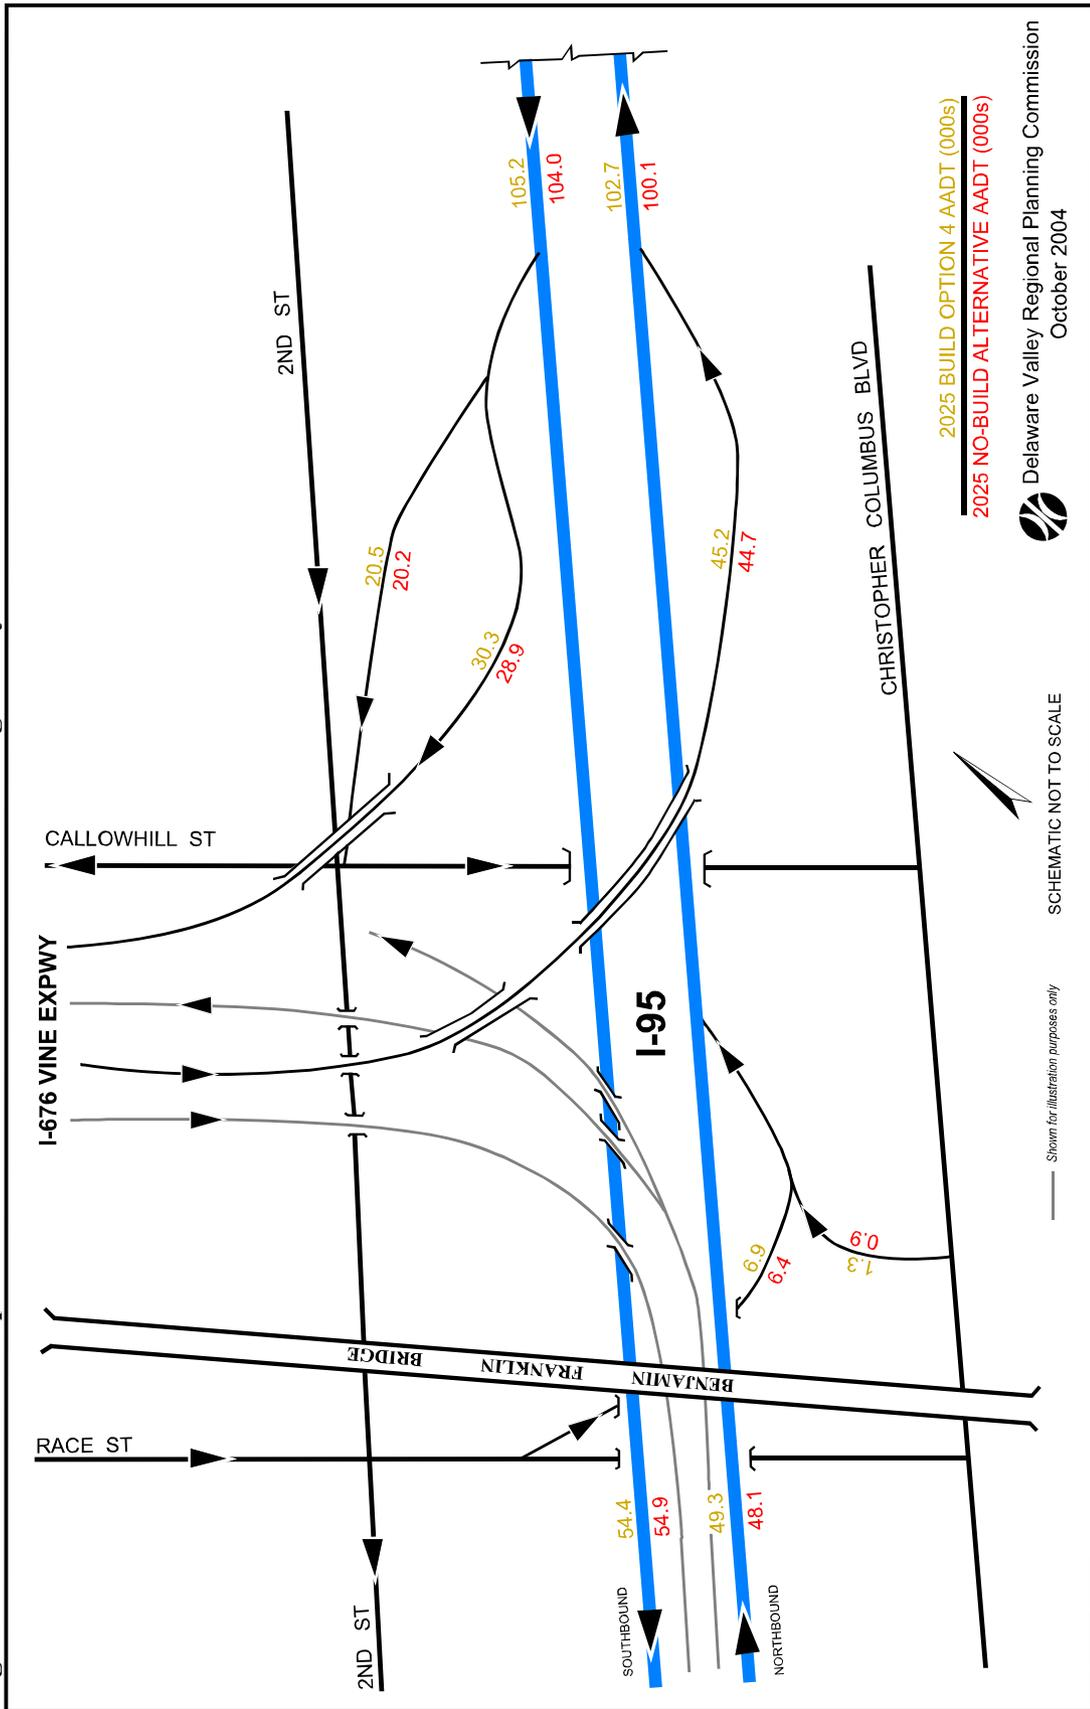 2ND ST
105.2
104.0
102.7
100.1
20.5
20.2
30.3
28.9
45.2
44.7
CALLOWHILL ST
I-676 VINE EXPWY
I-95
CHRISTOPHER COLUMBUS BLVD
6.9
6.4
1.3
0.9
BENJAMIN FRANKLIN BRIDGE
RACE ST
2ND ST
54.4
54.9
49.3
48.1
SOUTHBOUND
NORTHBOUND
Shown for illustration purposes only
SCHEMATIC NOT TO SCALE
2025 BUILD OPTION 4 AADT (000s)
2025 NO-BUILD ALTERNATIVE AADT (000s)
Delaware Valley Regional Planning Commission
October 2004